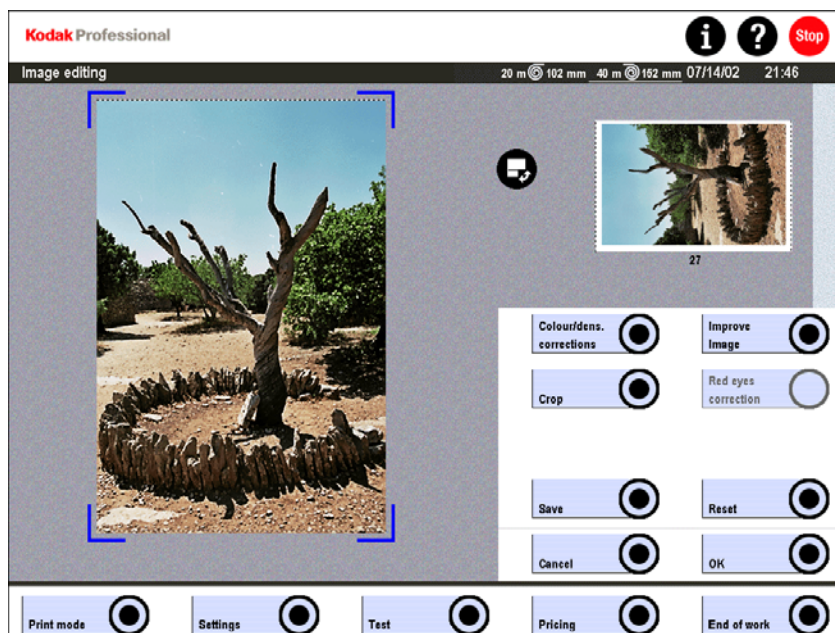 Kodak Professional
i ? Stop
Image editing 20 m 102 mm 40 m 152 mm 07/14/02 21:46
27
Colour/dens.
corrections
Improve
Image
Crop
Red eyes
correction
Save
Reset
Cancel
OK
Print mode
Settings
Test
Pricing
End of work